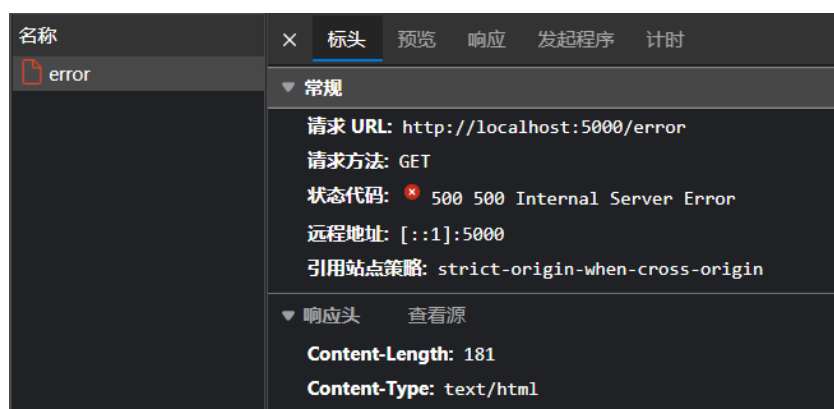 名称
error
× 标头 预览 响应 发起程序 计时
▼ 常规
请求 URL: http://localhost:5000/error
请求方法: GET
状态代码: 500 500 Internal Server Error
远程地址: [::1]:5000
引用站点策略: strict-origin-when-cross-origin
▼ 响应头 查看源
Content-Length: 181
Content-Type: text/html